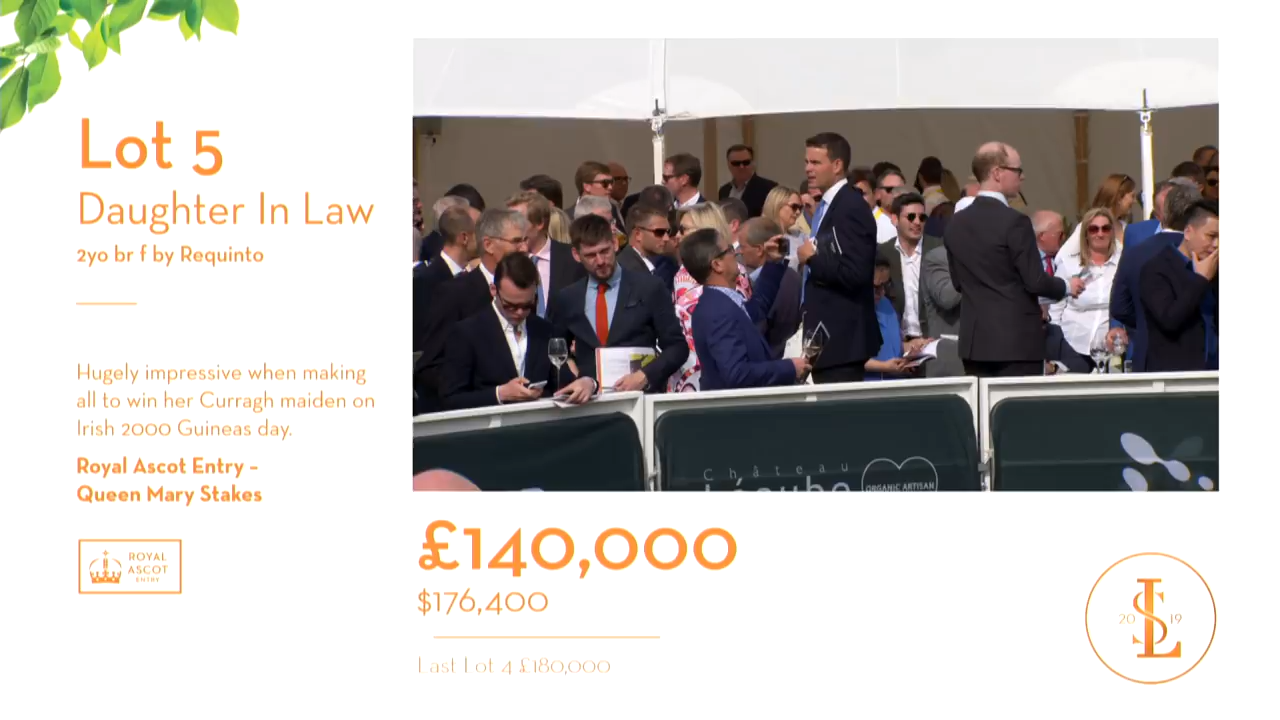 Lot 5
Daughter In Law
2yo br f by Requinto
Hugely impressive when making
all to win her Curragh maiden on
Irish 2000 Guineas day.
Royal Ascot Entry –
Queen Mary Stakes
ROYAL
ASCOT
ENTRY
Château
ORGANIC ARTISAN
£140,000
$176,400
Last Lot 4 £180,000
20 SL 19